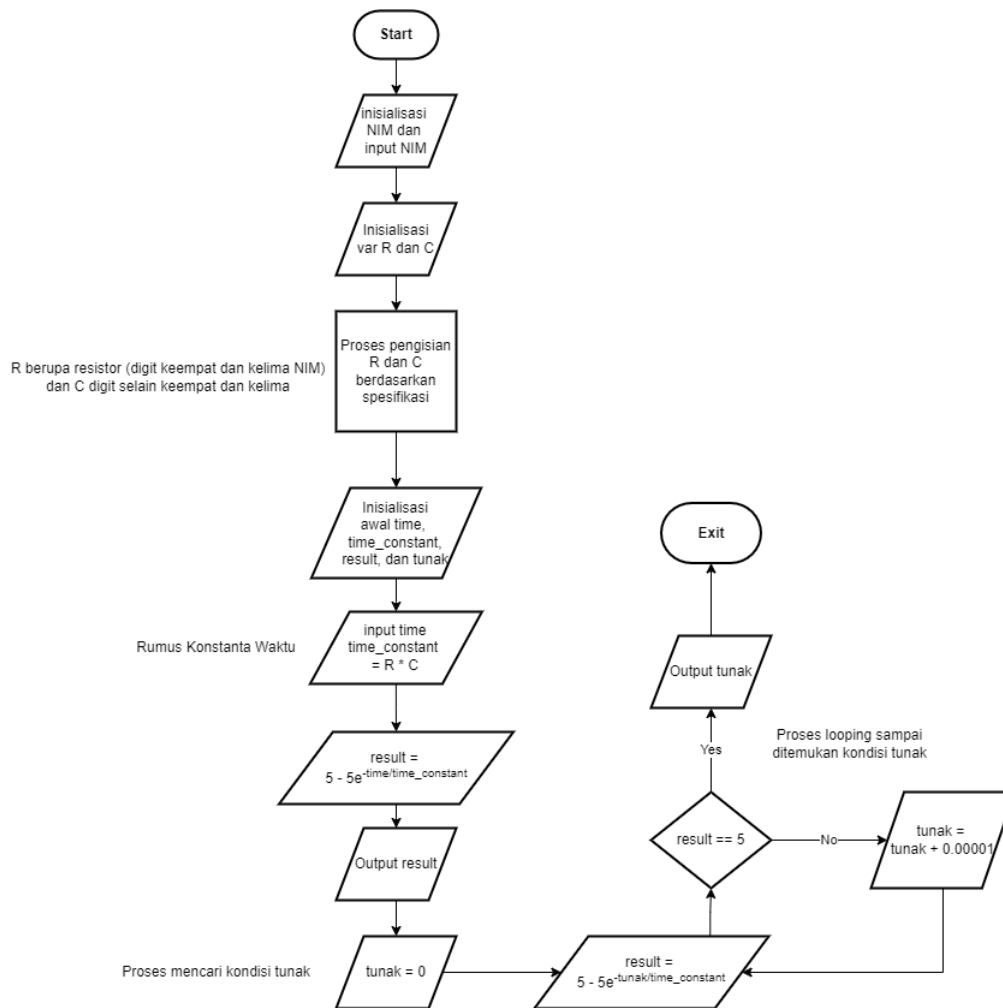 Start
inisialisasi
NIM dan
input NIM
Inisialisasi
var R dan C
R berupa resistor (digit keempat dan kelima NIM)
dan C digit selain keempat dan kelima
Proses pengisian
R dan C
berdasarkan
spesifikasi
Inisialisasi
awal time,
time_constant,
result, dan tunak
Rumus Konstanta Waktu
input time
time_constant
= R * C
result =
5 - 5e-time/time_constant
Output result
Proses mencari kondisi tunak
tunak = 0
result =
5 - 5e-tunak/time_constant
result == 5
No
tunak =
tunak + 0.00001
Proses looping sampai
ditemukan kondisi tunak
Yes
Output tunak
Exit